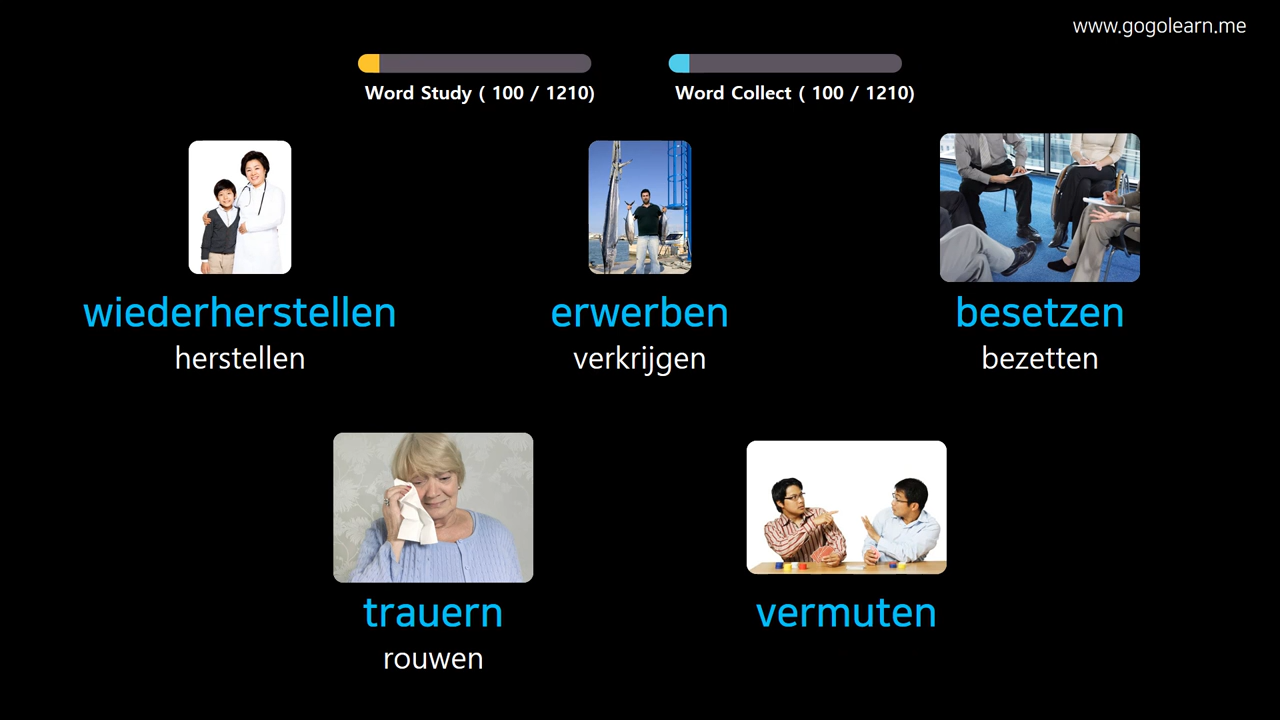 www.gogolearn.me
Word Study ( 100 / 1210)
Word Collect ( 100 / 1210)
wiederherstellen
herstellen
erwerben
verkrijgen
besetzen
bezetten
trauern
rouwen
vermuten